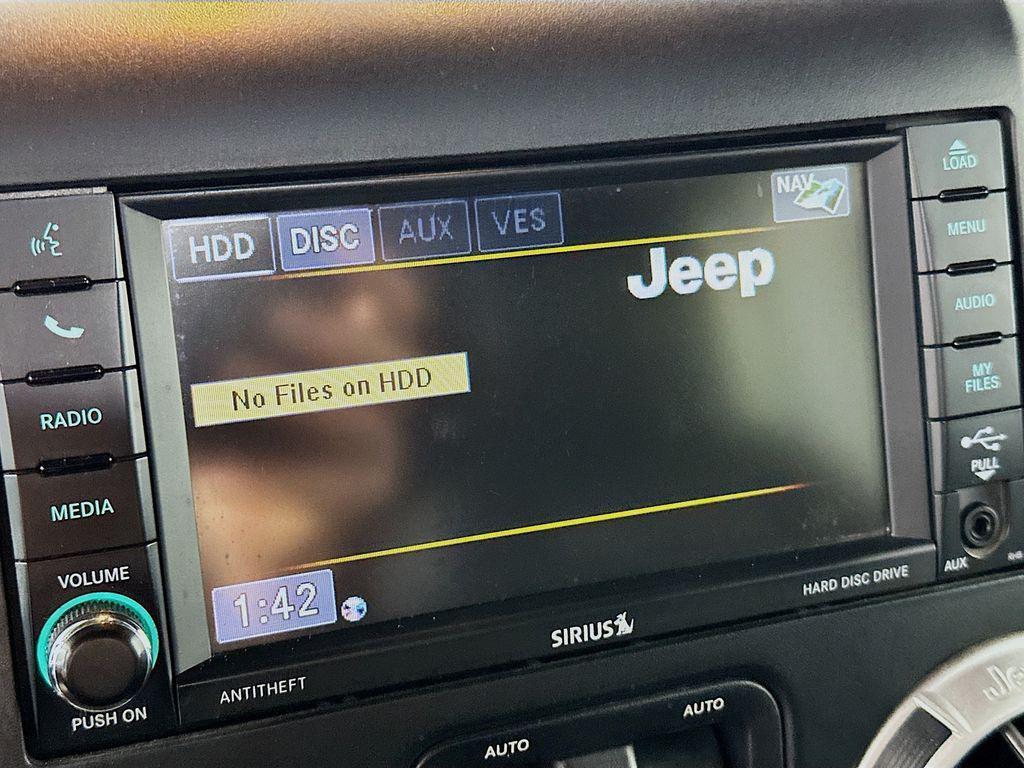 HDD DISC AUX VES
NAV
Jeep
No Files on HDD
1:42
RADIO
MEDIA
VOLUME
PUSH ON
LOAD
MENU
AUDIO
MY
FILES
PULL
AUX
HARD DISC DRIVE
SIRIUS
ANTITHEFT
AUTO
AUTO